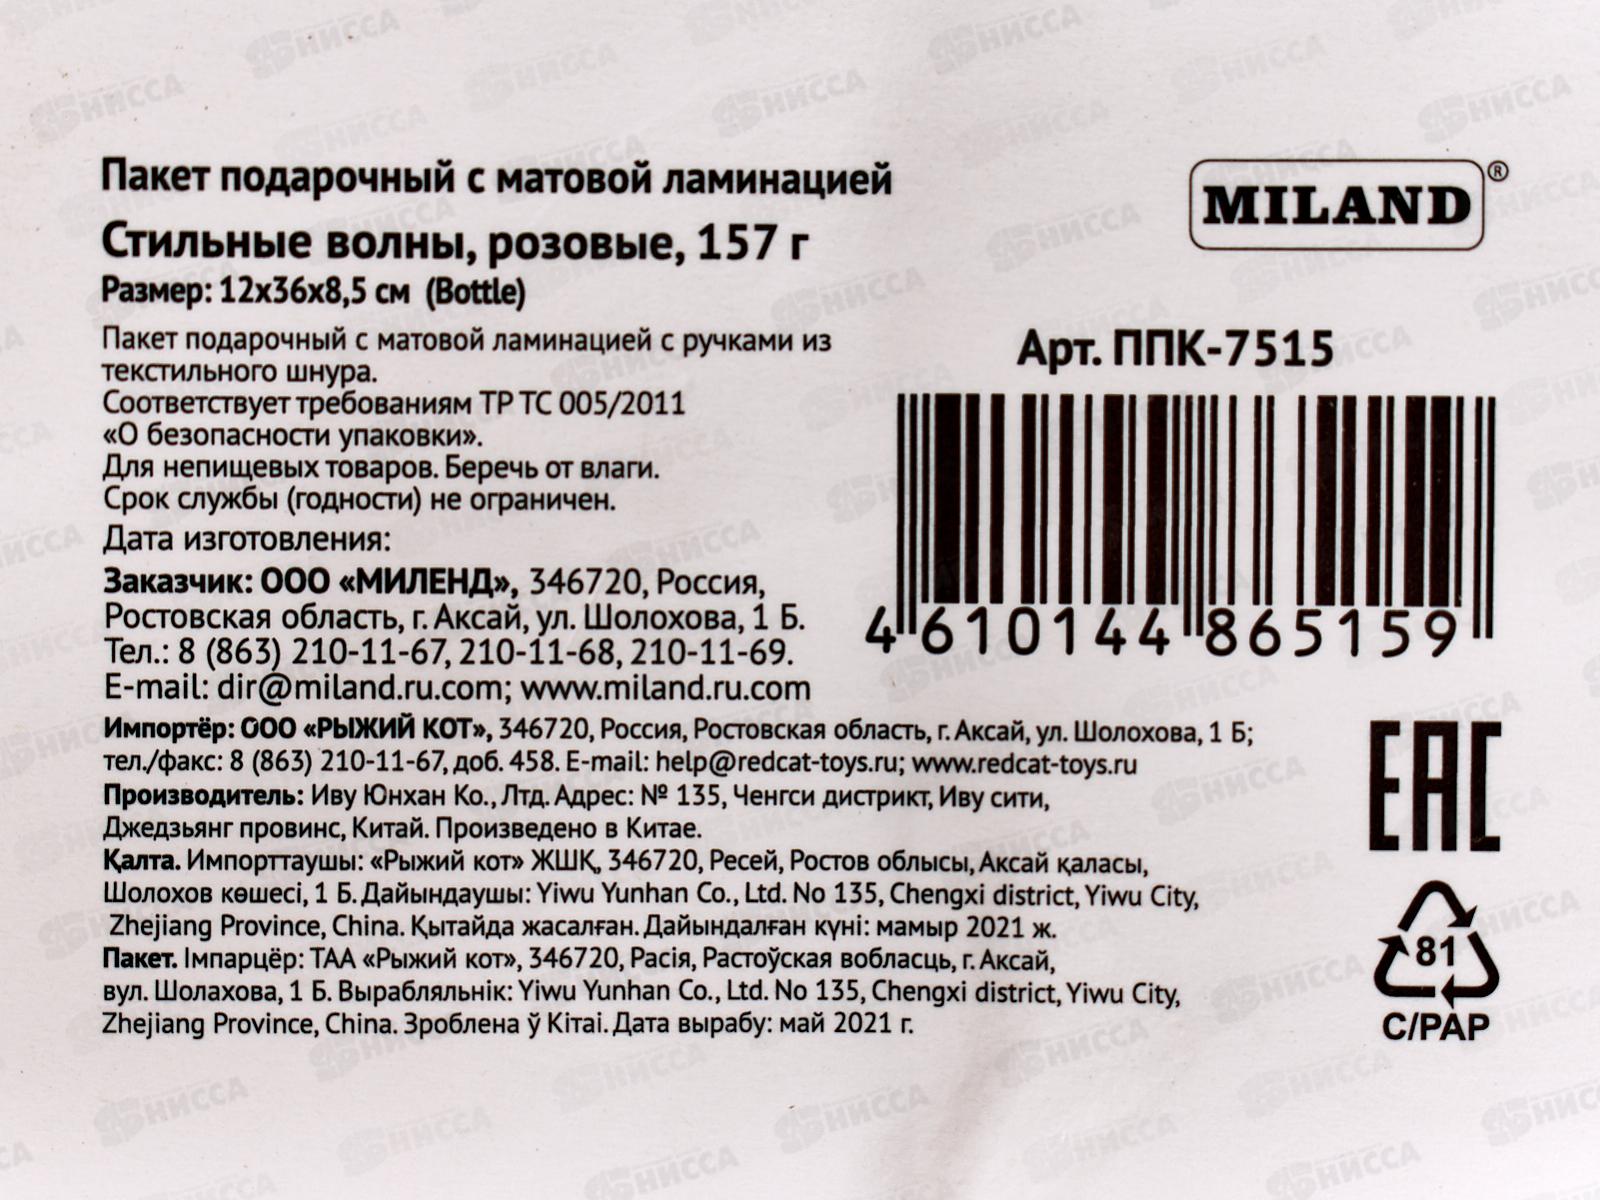 Пакет подарочный с матовой ламинацией
Стильные волны, розовые, 157 г
Размер: 12х36х8,5 см (Bottle)
Пакет подарочный с матовой ламинацией с ручками из
текстильного шнура.
Соответствует требованиям ТР ТС 005/2011
«О безопасности упаковки».
Для непищевых товаров. Беречь от влаги.
Срок службы (годности) не ограничен.
Дата изготовления:
Заказчик: ООО «МИЛЕНД», 346720, Россия,
Ростовская область, г. Аксай, ул. Шолохова, 1 Б.
Тел.: 8 (863) 210-11-67, 210-11-68, 210-11-69.
E-mail: dir@miland.ru.com; www.miland.ru.com
Импортёр: ООО «РЫЖИЙ КОТ», 346720, Россия, Ростовская область, г. Аксай, ул. Шолохова, 1 Б;
тел./факс: 8 (863) 210-11-67, доб. 458. E-mail: help@redcat-toys.ru; www.redcat-toys.ru
Производитель: Иву Юнхан Ко., Лтд. Адрес: № 135, Ченгси дистрикт, Иву сити,
Джедзьянг провинс, Китай. Произведено в Китае.
Қалта. Импорттаушы: «Рыжий кот» ЖШҚ, 346720, Ресей, Ростов облысы, Аксай қаласы,
Шолохов көшесі, 1 Б. Дайындаушы: Yiwu Yunhan Co., Ltd. No 135, Chengxi district, Yiwu City,
Zhejiang Province, China. Қытайда жасалған. Дайындалған күні: мамыр 2021 ж.
Пакет. Імпарцёр: ТАА «Рыжий кот», 346720, Расія, Растоўская вобласць, г. Аксай,
вул. Шолахова, 1 Б. Вырабляльнік: Yiwu Yunhan Co., Ltd. No 135, Chengxi district, Yiwu City,
Zhejiang Province, China. Зроблена ў Кітаі. Дата вырабу: май 2021 г.
MILAND®
Арт. ППК-7515
4 610144 865159
EAC
81
C/PAP
НИССА